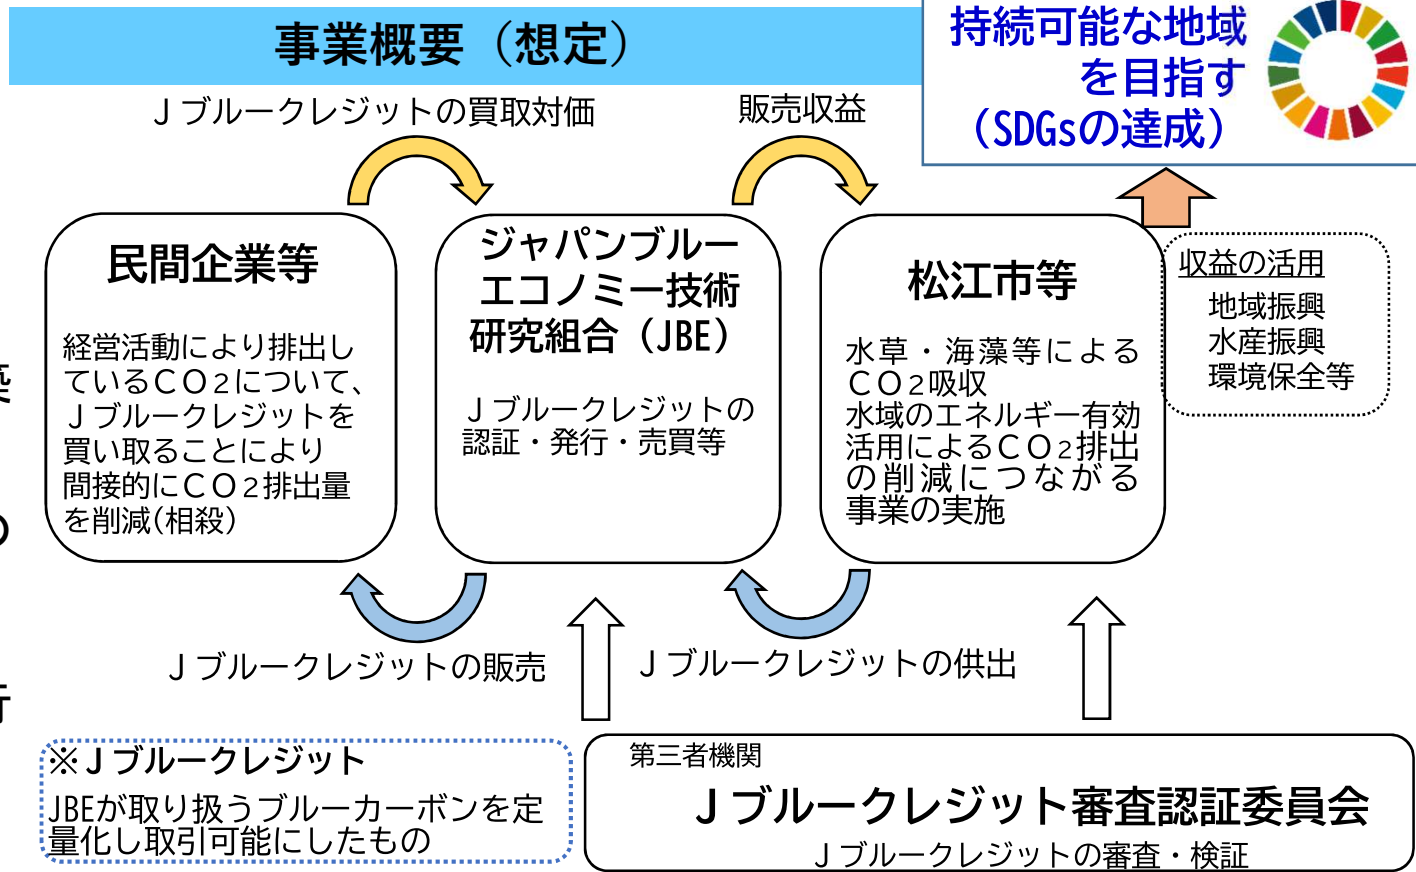 事業概要（想定）
持続可能な地域
を目指す
（SDGsの達成）
Ｊブルークレジットの買取対価
販売収益
民間企業等
経営活動により排出し
ているＣＯ２について、
Ｊブルークレジットを
買い取ることにより
間接的にＣＯ２排出量
を削減(相殺)
ジャパンブルー
エコノミー技術
研究組合（JBE）
Ｊブルークレジットの
認証・発行・売買等
松江市等
水草・海藻等による
ＣＯ２吸収
水域のエネルギー有効
活用によるＣＯ２排出
の削減につながる
事業の実施
収益の活用
地域振興
水産振興
環境保全等
Ｊブルークレジットの販売
Ｊブルークレジットの供出
※Ｊブルークレジット
JBEが取り扱うブルーカーボンを定
量化し取引可能にしたもの
第三者機関
Ｊブルークレジット審査認証委員会
Ｊブルークレジットの審査・検証